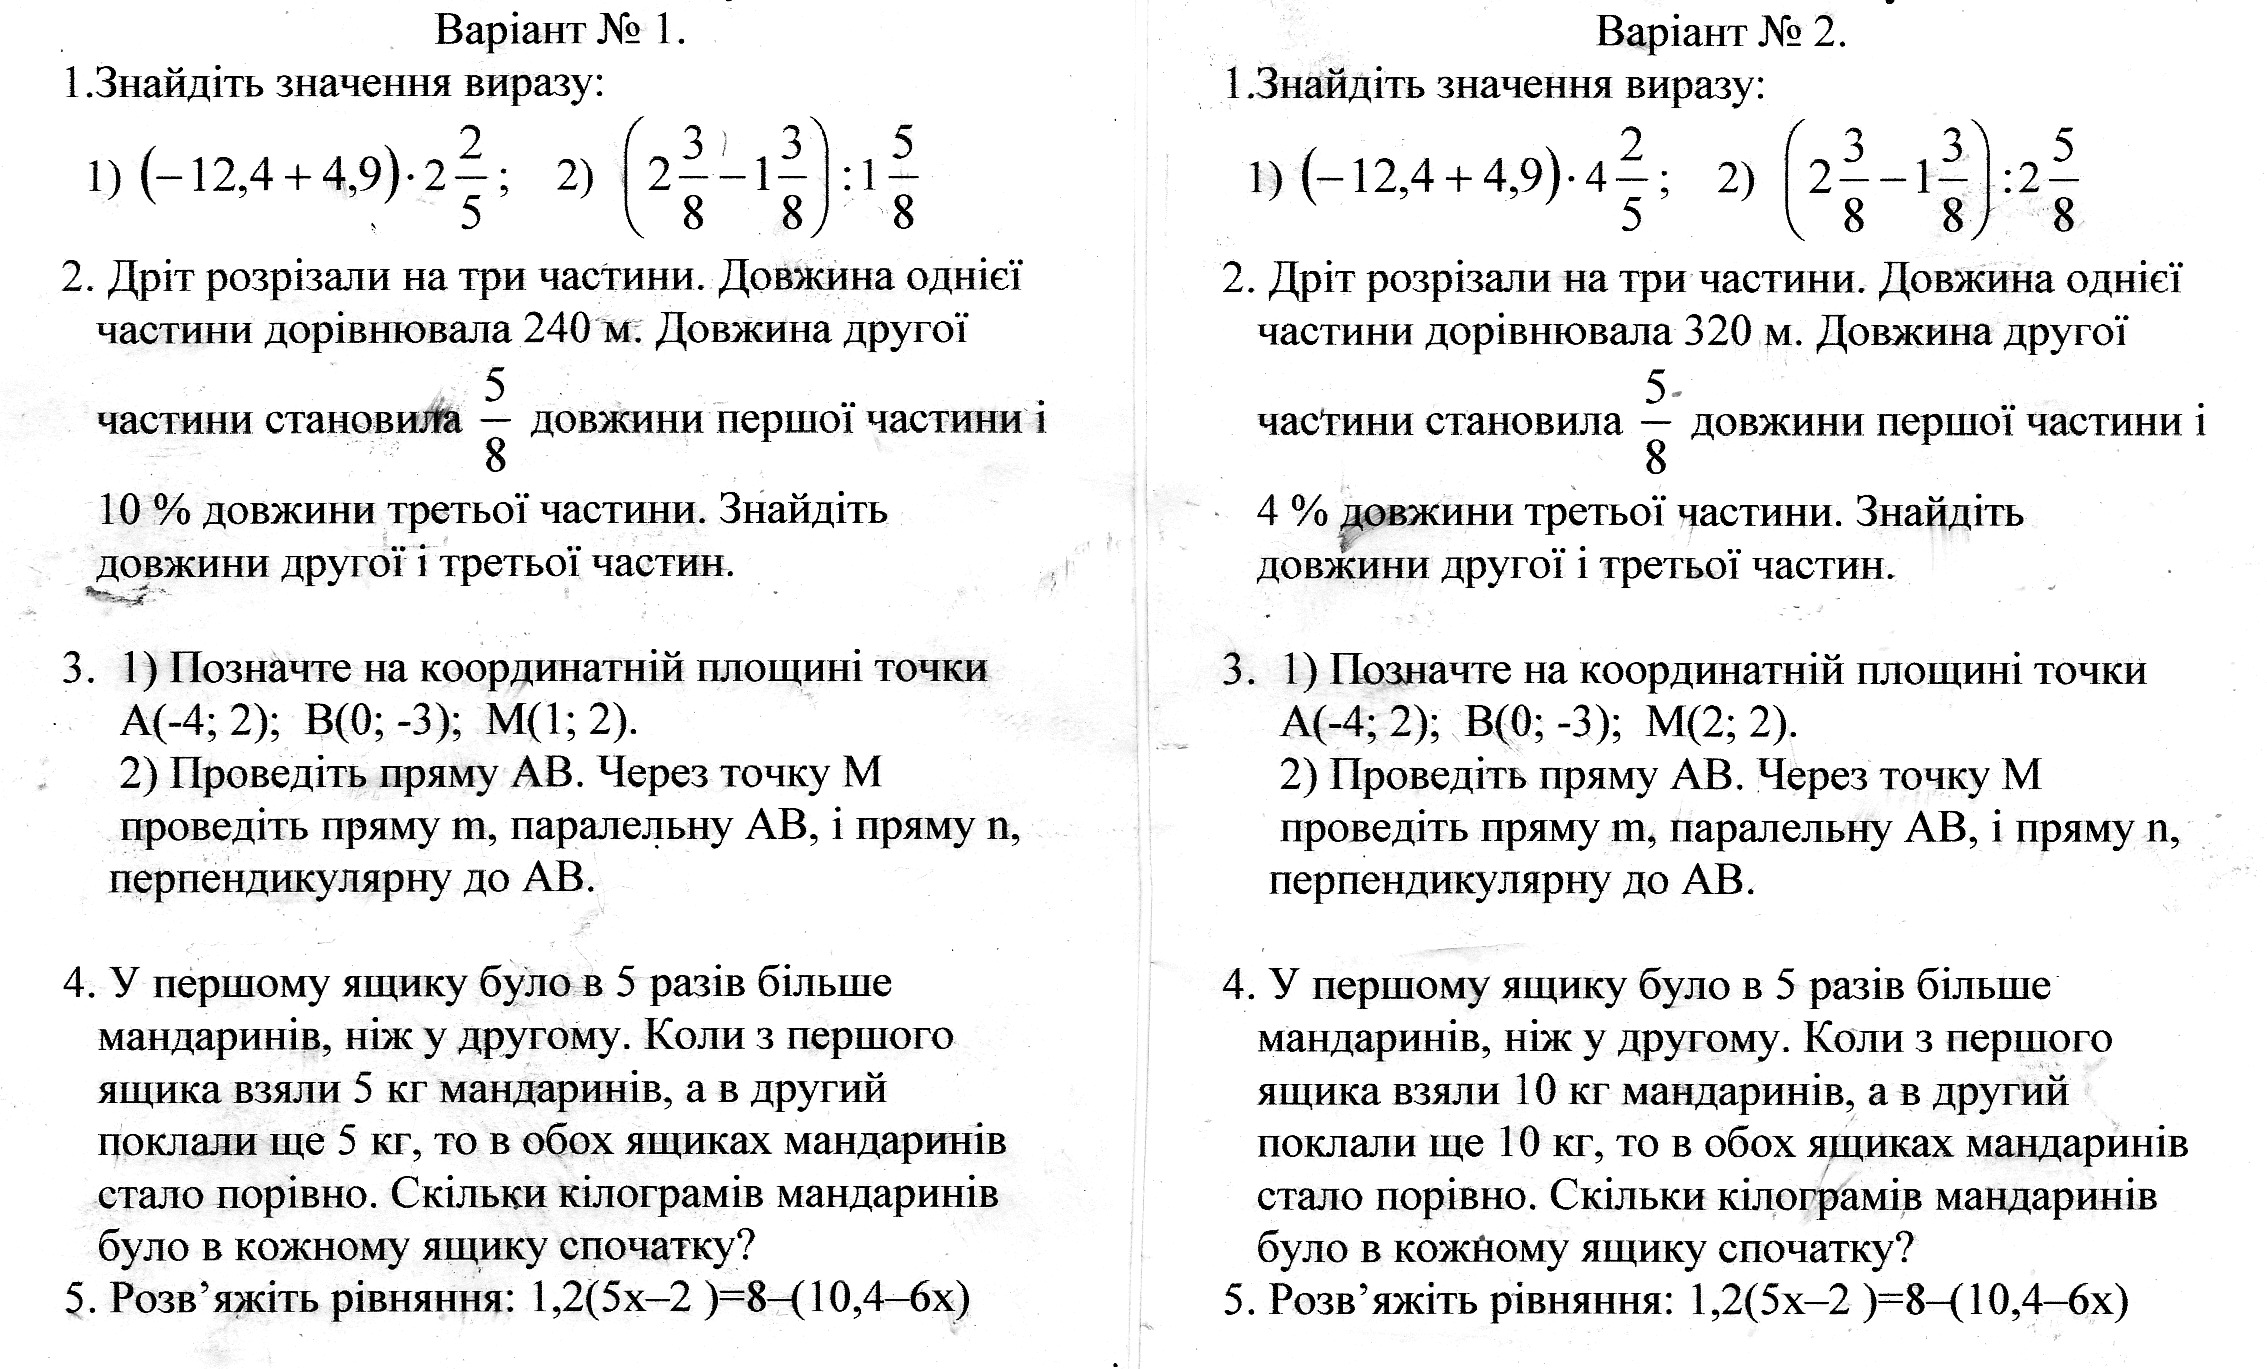 Варіант № 1.
1.Знайдіть значення виразу:
1) (−12,4 + 4,9) · 2 2/5 ; 2) (2 3/8 − 1 3/8) : 1 5/8
2. Дріт розрізали на три частини. Довжина однієї
частини дорівнювала 240 м. Довжина другої
частини становила 5/8 довжини першої частини і
10 % довжини третьої частини. Знайдіть
довжини другої і третьої частин.
3. 1) Позначте на координатній площині точки
А(-4; 2); В(0; -3); М(1; 2).
2) Проведіть пряму АВ. Через точку М
проведіть пряму m, паралельну АВ, і пряму n,
перпендикулярну до АВ.
4. У першому ящику було в 5 разів більше
мандаринів, ніж у другому. Коли з першого
ящика взяли 5 кг мандаринів, а в другий
поклали ще 5 кг, то в обох ящиках мандаринів
стало порівно. Скільки кілограмів мандаринів
було в кожному ящику спочатку?
5. Розв’яжіть рівняння: 1,2(5х–2 )=8–(10,4–6х)
Варіант № 2.
1.Знайдіть значення виразу:
1) (−12,4 + 4,9) · 4 2/5 ; 2) (2 3/8 − 1 3/8) : 2 5/8
2. Дріт розрізали на три частини. Довжина однієї
частини дорівнювала 320 м. Довжина другої
частини становила 5/8 довжини першої частини і
4 % довжини третьої частини. Знайдіть
довжини другої і третьої частин.
3. 1) Позначте на координатній площині точки
А(-4; 2); В(0; -3); М(2; 2).
2) Проведіть пряму АВ. Через точку М
проведіть пряму m, паралельну АВ, і пряму n,
перпендикулярну до АВ.
4. У першому ящику було в 5 разів більше
мандаринів, ніж у другому. Коли з першого
ящика взяли 10 кг мандаринів, а в другий
поклали ще 10 кг, то в обох ящиках мандаринів
стало порівно. Скільки кілограмів мандаринів
було в кожному ящику спочатку?
5. Розв’яжіть рівняння: 1,2(5х–2 )=8–(10,4–6х)